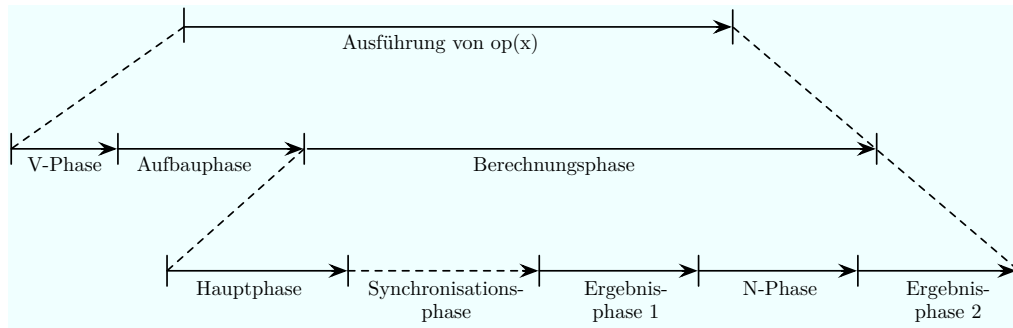 Ausführung von op(x)
V-Phase Aufbauphase Berechnungsphase
Hauptphase Synchronisations- Ergebnis- N-Phase Ergebnis-
phase phase 1 phase 2